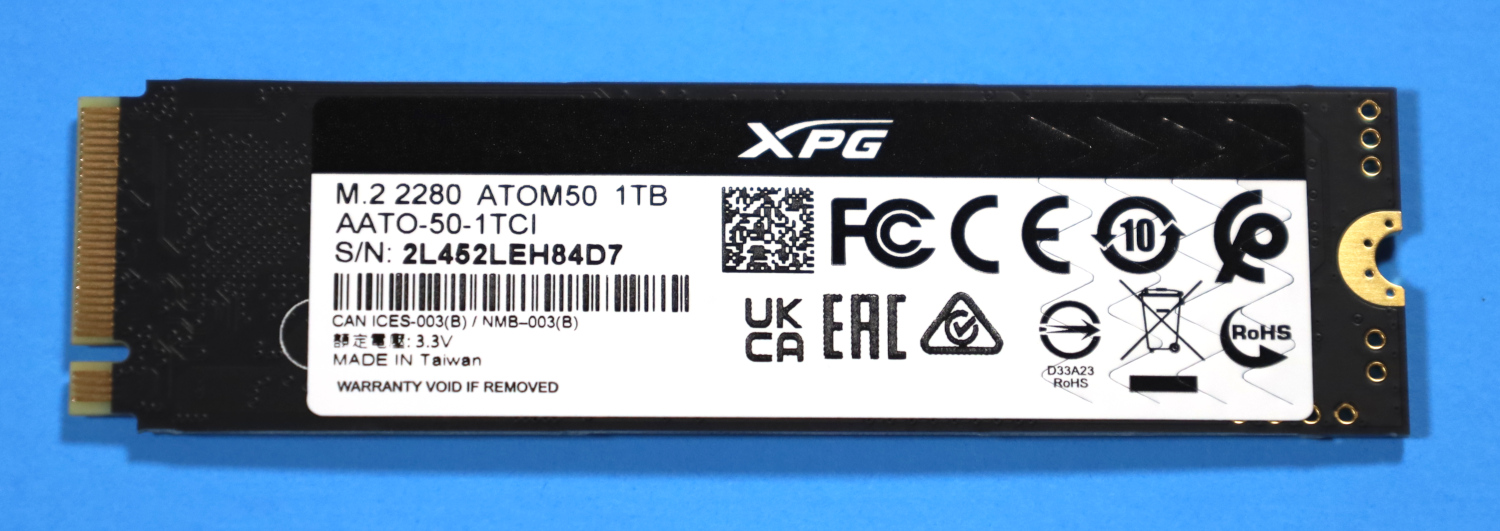 XPG
M.2 2280 ATOM50 1TB
AATO-50-1TCI
S/N: 2L452LEH84D7
CAN ICES-003(B) / NMB-003(B)
額定電壓: 3.3V
MADE IN Taiwan
WARRANTY VOID IF REMOVED
FC CE 10
UK
CA
EAC
D33A23
RoHS
RoHS